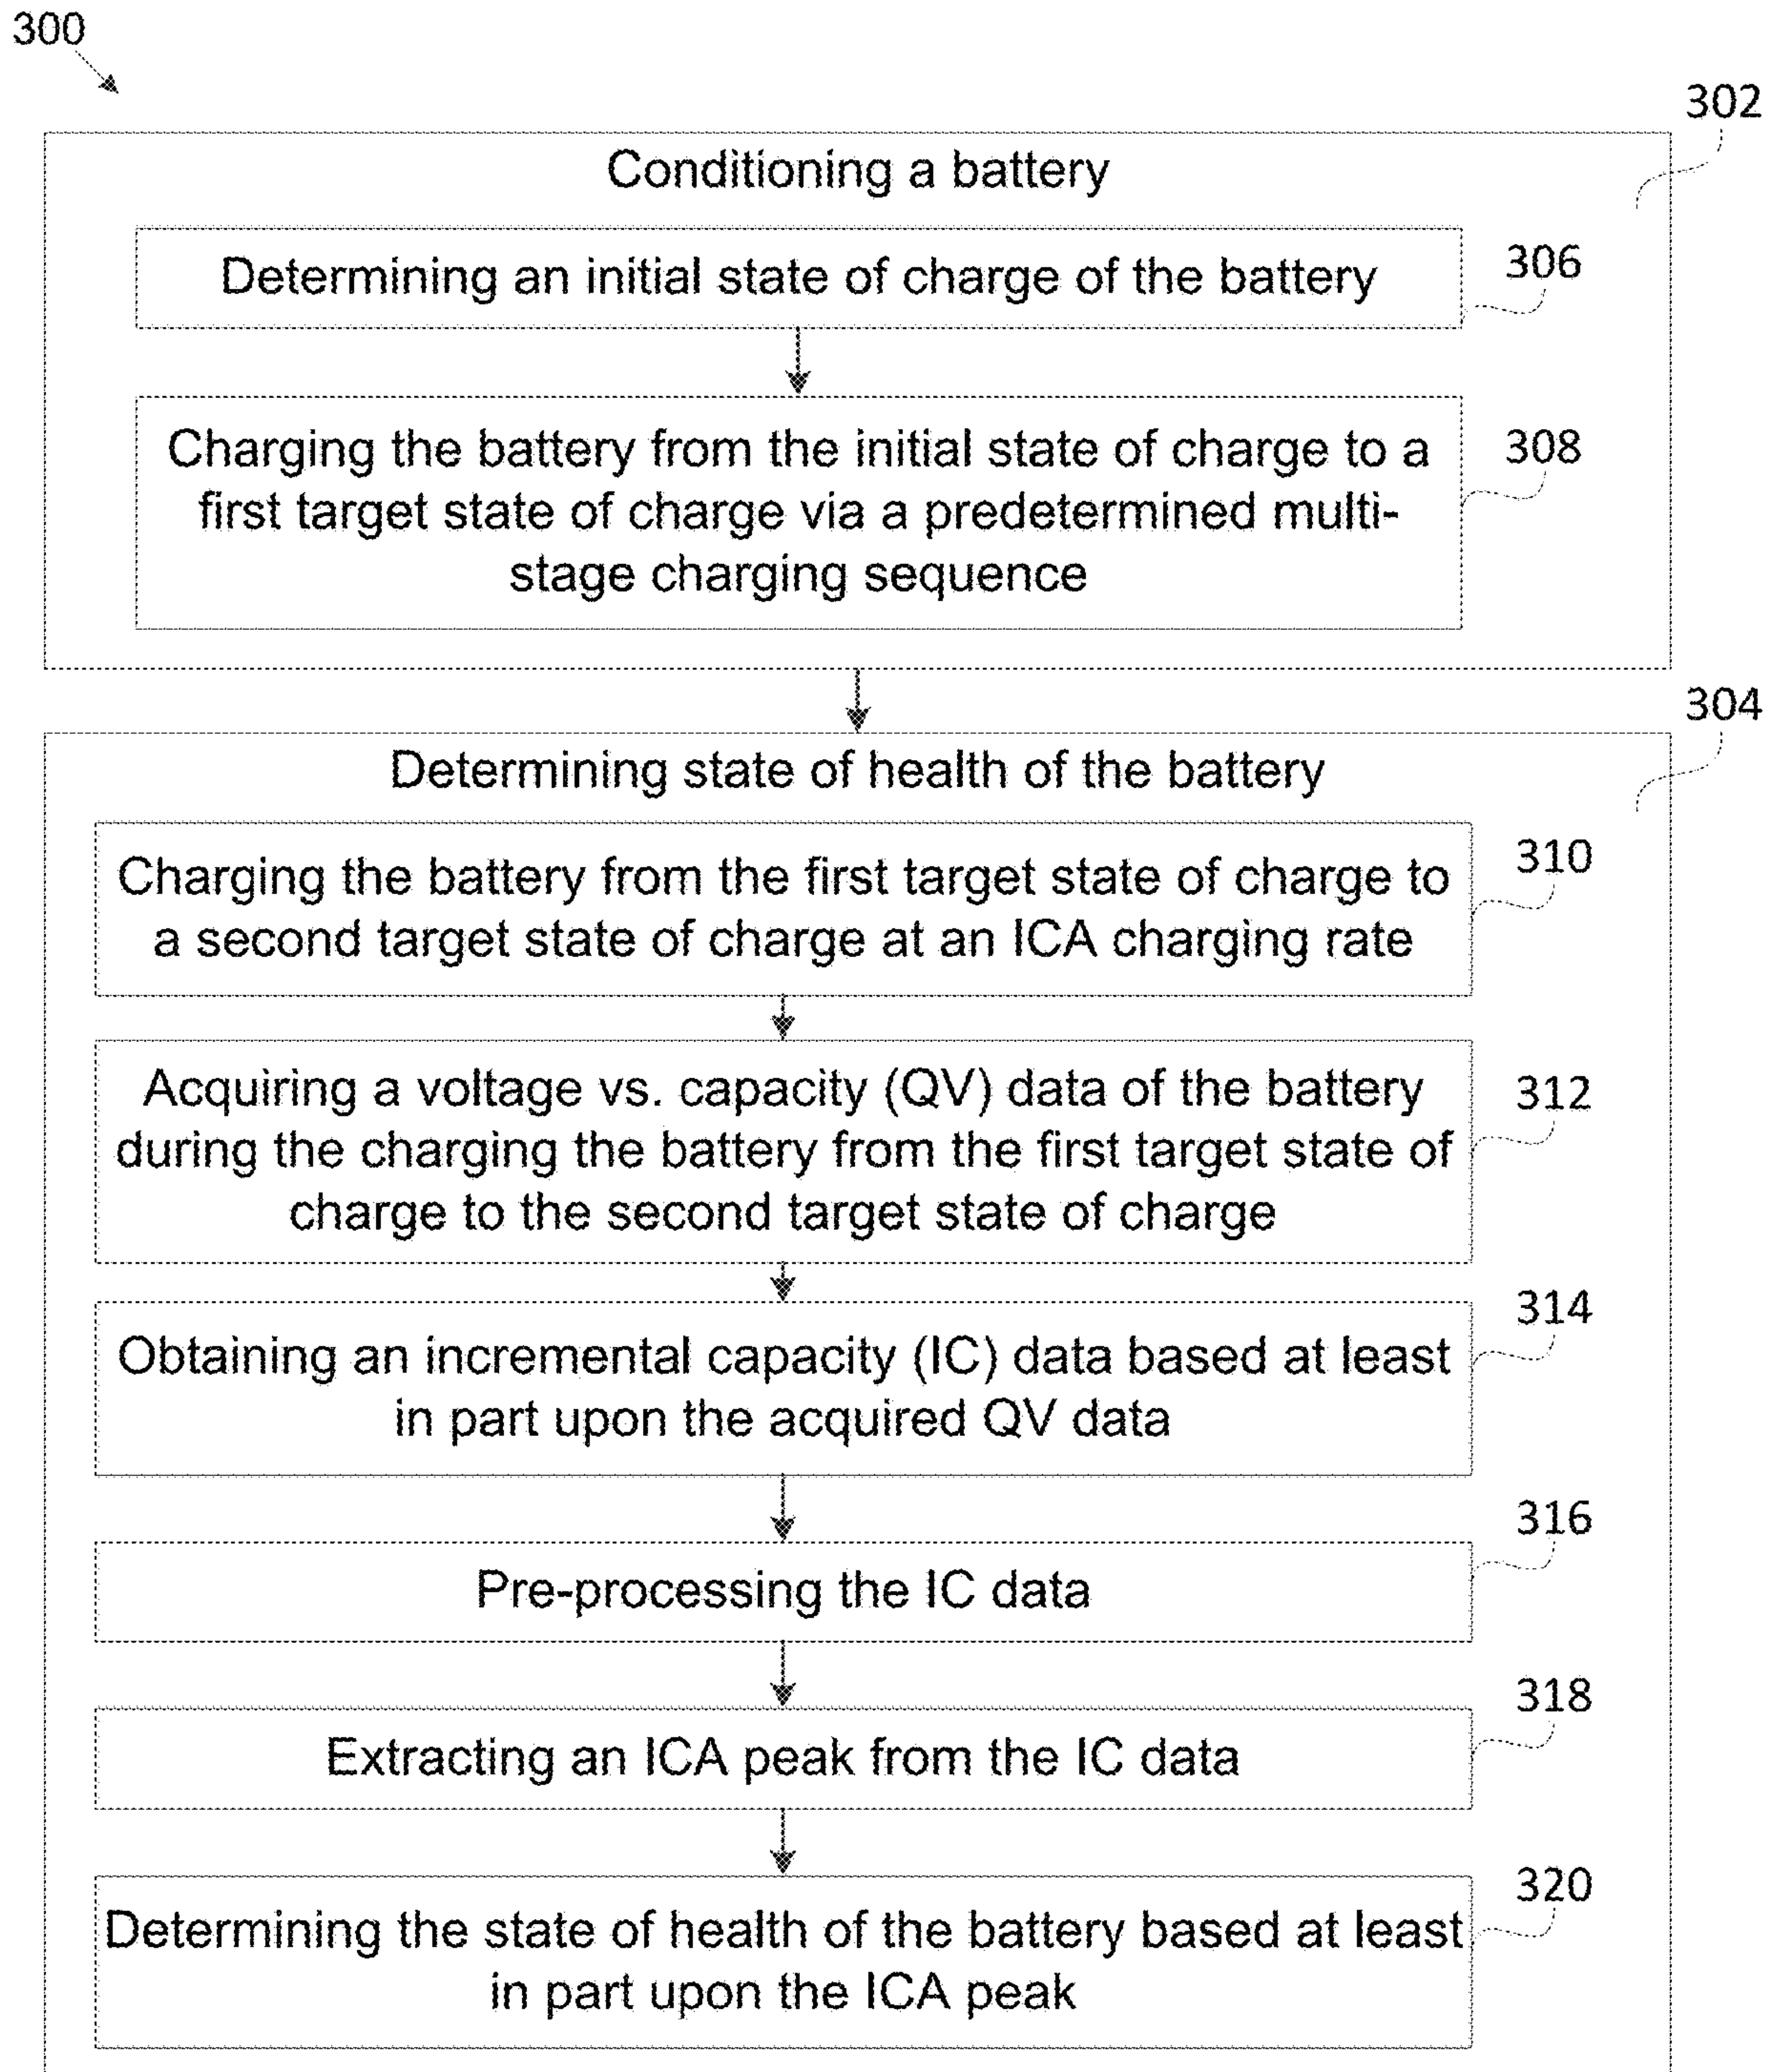 300
302
Conditioning a battery
Determining an initial state of charge of the battery
306
Charging the battery from the initial state of charge to a
first target state of charge via a predetermined multi-
stage charging sequence
308
304
Determining state of health of the battery
Charging the battery from the first target state of charge to
a second target state of charge at an ICA charging rate
310
Acquiring a voltage vs. capacity (QV) data of the battery
during the charging the battery from the first target state of
charge to the second target state of charge
312
Obtaining an incremental capacity (IC) data based at least
in part upon the acquired QV data
314
Pre-processing the IC data
316
Extracting an ICA peak from the IC data
318
Determining the state of health of the battery based at least
in part upon the ICA peak
320